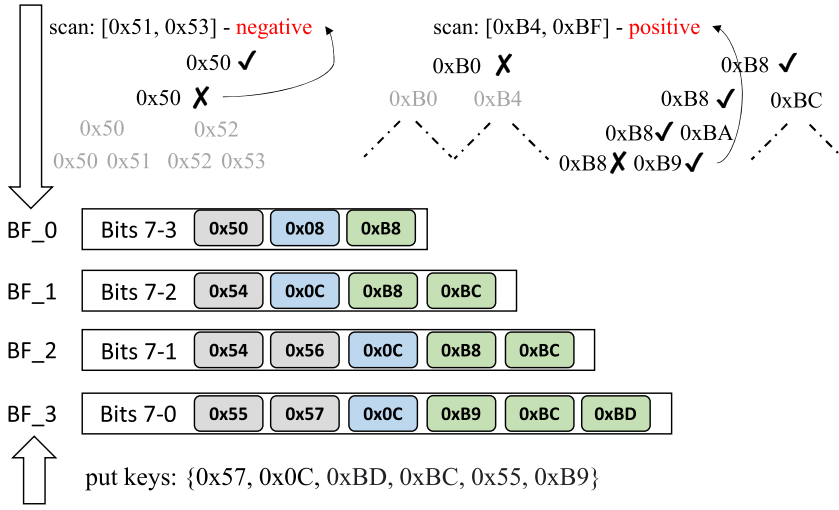 scan: [0x51, 0x53] - negative
scan: [0xB4, 0xBF] - positive
0x50 ✓
0xB0 ✗
0xB8 ✓
0x50 ✗
0xB0 0xB4
0xB8 ✓
0xBC
0x50 0x52
0xB8✓ 0xBA
0x50 0x51 0x52 0x53
0xB8✗ 0xB9✓
BF_0 Bits 7-3 0x50 0x08 0xB8
BF_1 Bits 7-2 0x54 0x0C 0xB8 0xBC
BF_2 Bits 7-1 0x54 0x56 0x0C 0xB8 0xBC
BF_3 Bits 7-0 0x55 0x57 0x0C 0xB9 0xBC 0xBD
put keys: {0x57, 0x0C, 0xBD, 0xBC, 0x55, 0xB9}